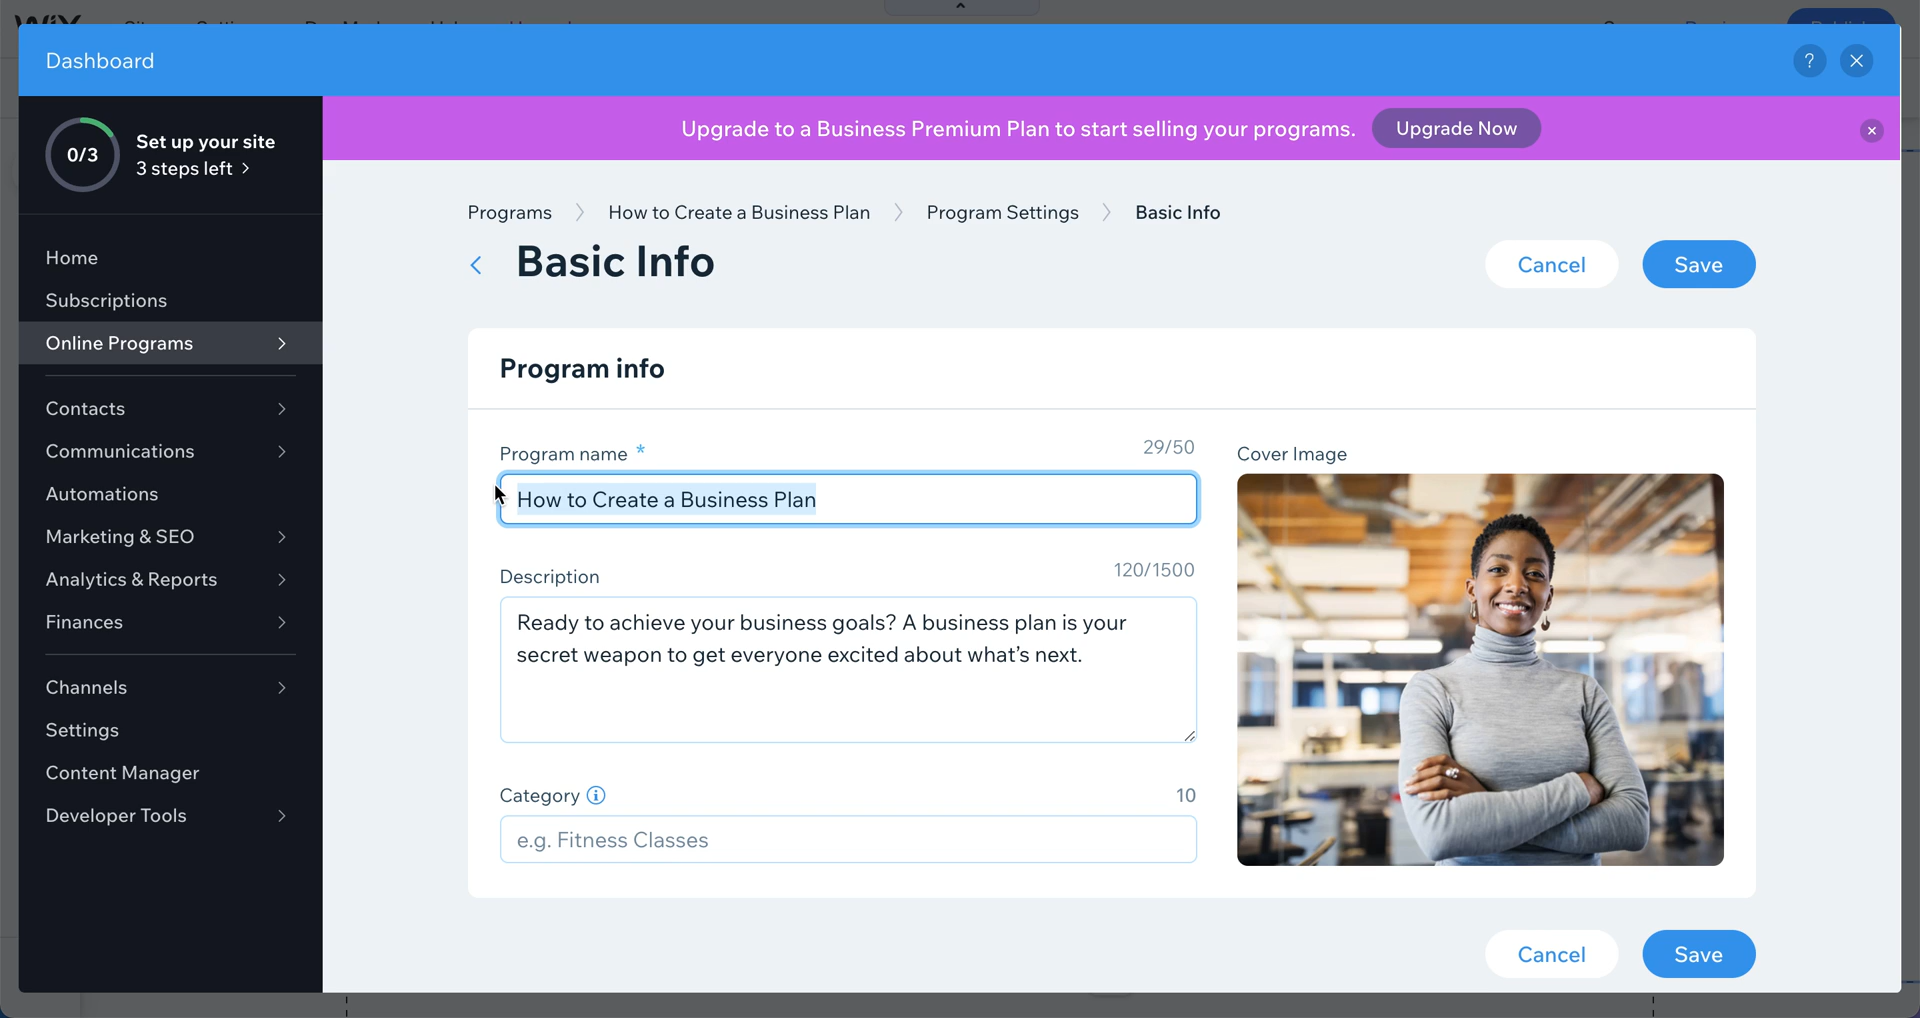 Dashboard
?
0/3
Set up your site
3 steps left >
Home
Subscriptions
Online Programs
Contacts
Communications
Automations
Marketing & SEO
Analytics & Reports
Finances
Channels
Settings
Content Manager
Developer Tools
Upgrade to a Business Premium Plan to start selling your programs.
Upgrade Now
Programs > How to Create a Business Plan > Program Settings > Basic Info
Basic Info
Cancel
Save
Program info
Program name *
29/50
How to Create a Business Plan
Description
120/1500
Ready to achieve your business goals? A business plan is your
secret weapon to get everyone excited about what's next.
Category
10
e.g. Fitness Classes
Cover Image
Cancel
Save